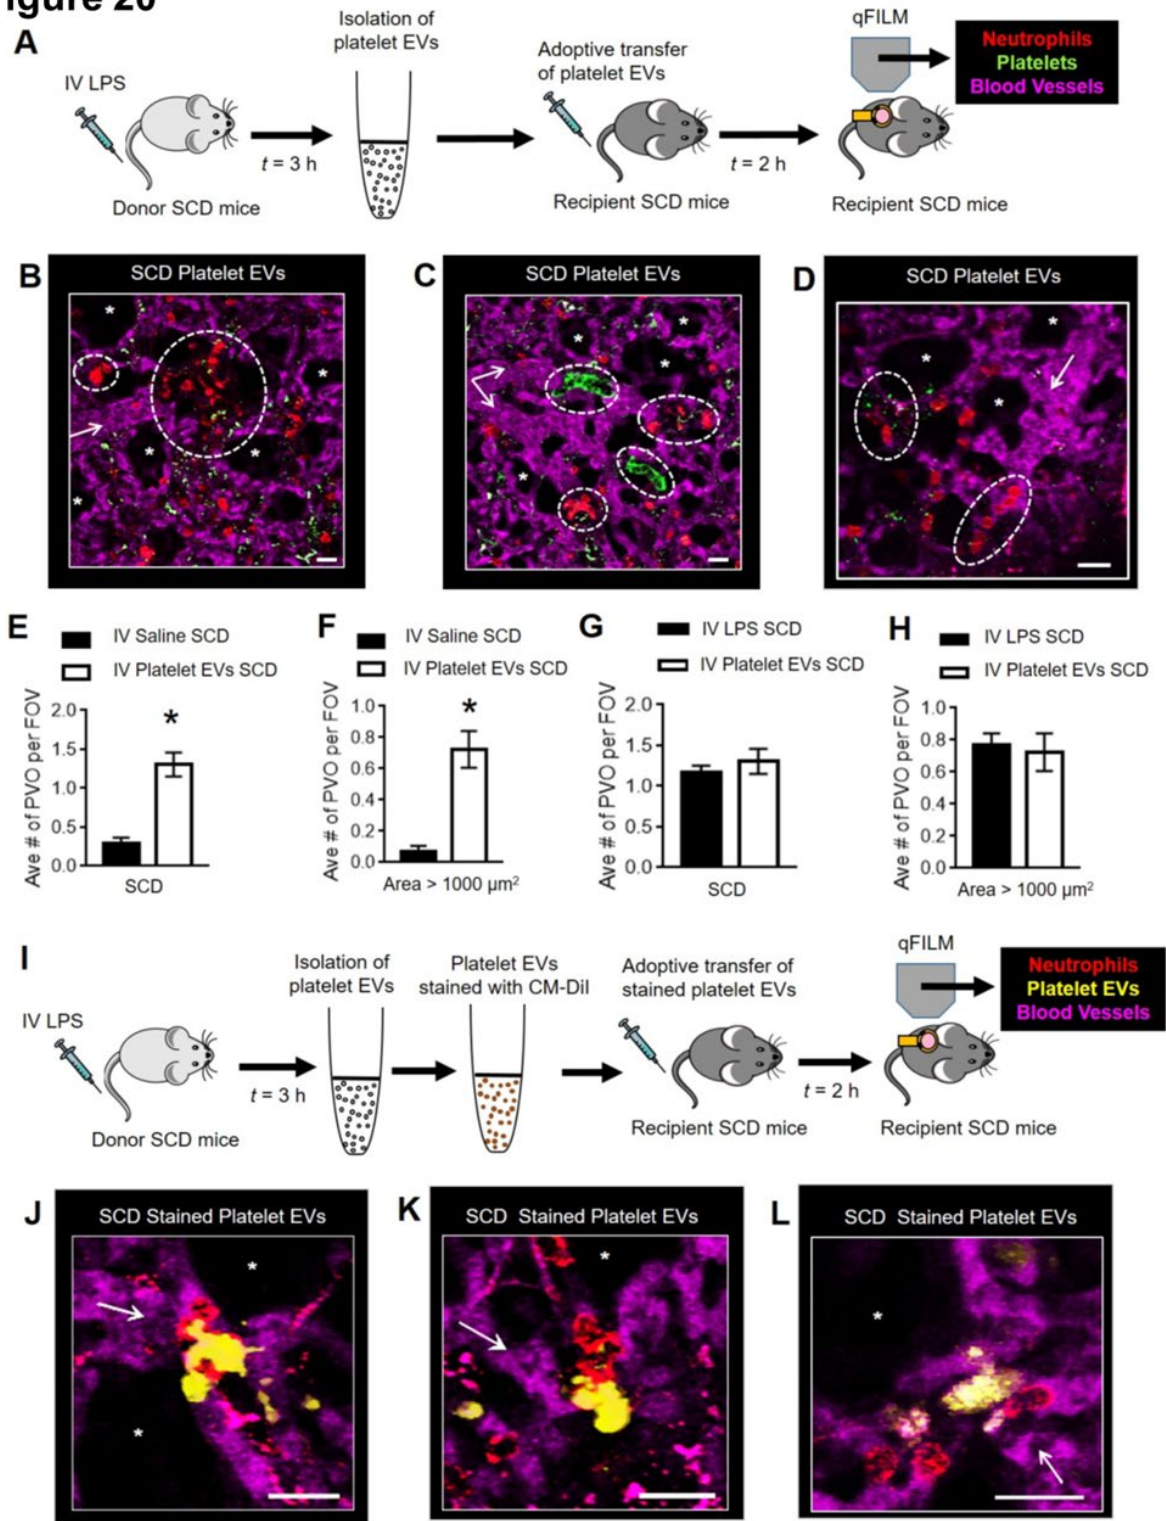 igure 20
A
IV LPS
Donor SCD mice
t = 3 h
Isolation of
platelet EVs
Adoptive transfer
of platelet EVs
Recipient SCD mice
t = 2 h
qFILM
Recipient SCD mice
Neutrophils
Platelets
Blood Vessels
B
SCD Platelet EVs
*
*
*
*
*
C
SCD Platelet EVs
*
*
*
*
D
SCD Platelet EVs
*
*
*
E
IV Saline SCD
IV Platelet EVs SCD
Ave # of PVO per FOV
2.0
1.5
1.0
0.5
0.0
*
SCD
F
IV Saline SCD
IV Platelet EVs SCD
Ave # of PVO per FOV
1.0
0.8
0.6
0.4
0.2
0.0
*
Area > 1000 µm²
G
IV LPS SCD
IV Platelet EVs SCD
Ave # of PVO per FOV
2.0
1.5
1.0
0.5
0.0
SCD
H
IV LPS SCD
IV Platelet EVs SCD
Ave # of PVO per FOV
1.0
0.8
0.6
0.4
0.2
0.0
Area > 1000 µm²
I
IV LPS
Donor SCD mice
t = 3 h
Isolation of
platelet EVs
Platelet EVs
stained with CM-DiI
Adoptive transfer of
stained platelet EVs
Recipient SCD mice
t = 2 h
qFILM
Recipient SCD mice
Neutrophils
Platelet EVs
Blood Vessels
J
SCD Stained Platelet EVs
*
*
K
SCD Stained Platelet EVs
*
L
SCD Stained Platelet EVs
*